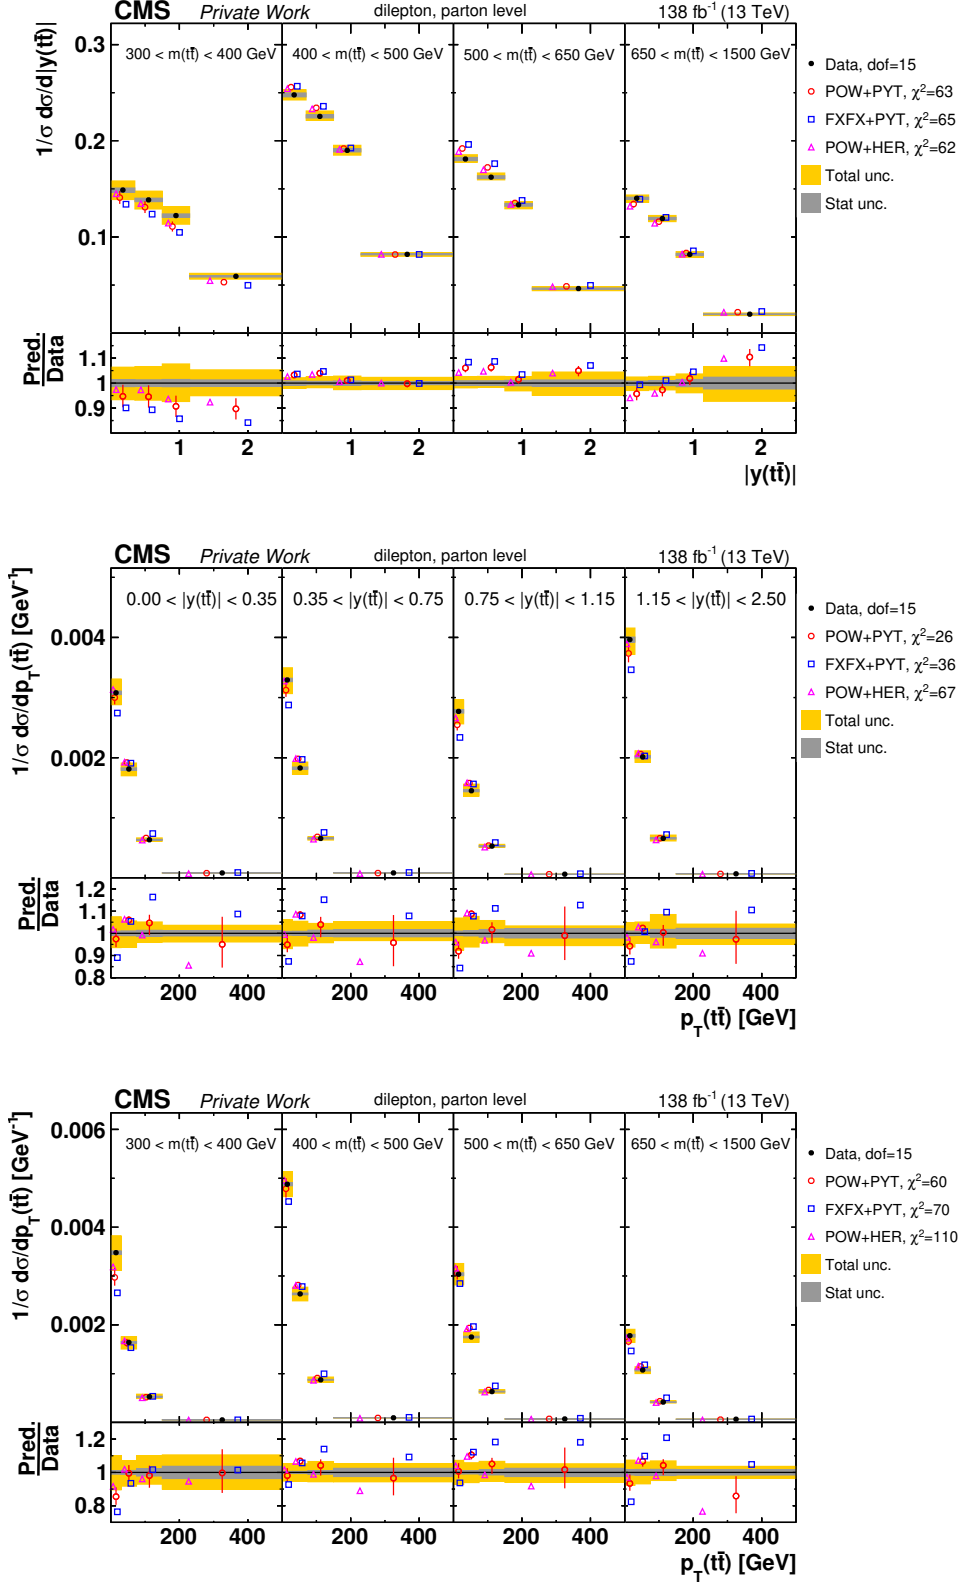 CMS Private Work dilepton, parton level 138 fb⁻¹ (13 TeV)
1/σ dσ/d|y(tt̄)|
300 < m(tt̄) < 400 GeV 400 < m(tt̄) < 500 GeV 500 < m(tt̄) < 650 GeV 650 < m(tt̄) < 1500 GeV
0.3
0.2
0.1
Data, dof=15
POW+PYT, χ²=63
FXFX+PYT, χ²=65
POW+HER, χ²=62
Total unc.
Stat unc.
Pred.
Data
1.1
1
0.9
1 2 1 2 1 2 1 2
|y(tt̄)|
CMS Private Work dilepton, parton level 138 fb⁻¹ (13 TeV)
1/σ dσ/dp_T(tt̄) [GeV⁻¹]
0.00 < |y(tt̄)| < 0.35 0.35 < |y(tt̄)| < 0.75 0.75 < |y(tt̄)| < 1.15 1.15 < |y(tt̄)| < 2.50
0.004
0.002
Data, dof=15
POW+PYT, χ²=26
FXFX+PYT, χ²=36
POW+HER, χ²=67
Total unc.
Stat unc.
Pred.
Data
1.2
1.1
1
0.9
0.8
200 400 200 400 200 400 200 400
p_T(tt̄) [GeV]
CMS Private Work dilepton, parton level 138 fb⁻¹ (13 TeV)
1/σ dσ/dp_T(tt̄) [GeV⁻¹]
300 < m(tt̄) < 400 GeV 400 < m(tt̄) < 500 GeV 500 < m(tt̄) < 650 GeV 650 < m(tt̄) < 1500 GeV
0.006
0.004
0.002
Data, dof=15
POW+PYT, χ²=60
FXFX+PYT, χ²=70
POW+HER, χ²=110
Total unc.
Stat unc.
Pred.
Data
1.2
1
0.8
200 400 200 400 200 400 200 400
p_T(tt̄) [GeV]